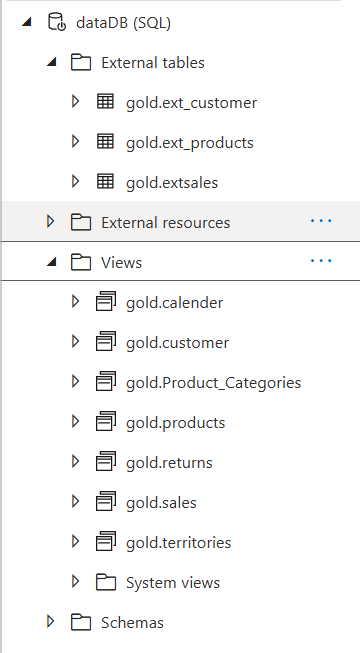 dataDB (SQL)
External tables
gold.ext_customer
gold.ext_products
gold.extsales
External resources
Views
gold.calender
gold.customer
gold.Product_Categories
gold.products
gold.returns
gold.sales
gold.territories
System views
Schemas